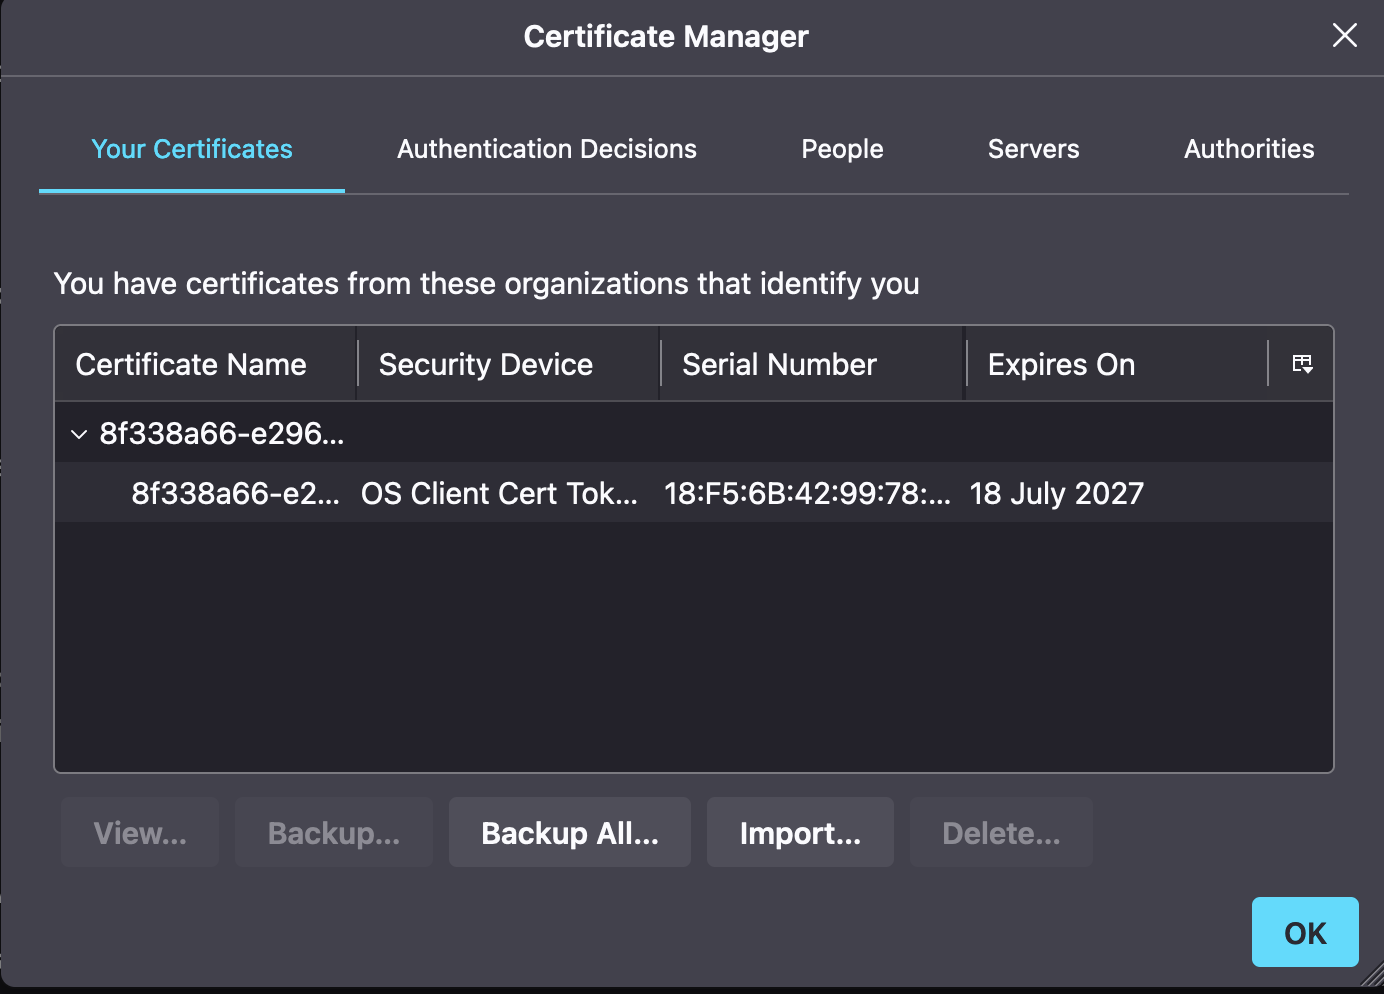 Certificate Manager
Your Certificates Authentication Decisions People Servers Authorities
You have certificates from these organizations that identify you
Certificate Name Security Device Serial Number Expires On
8f338a66-e296...
8f338a66-e2... OS Client Cert Tok... 18:F5:6B:42:99:78:... 18 July 2027
View... Backup... Backup All... Import... Delete...
OK